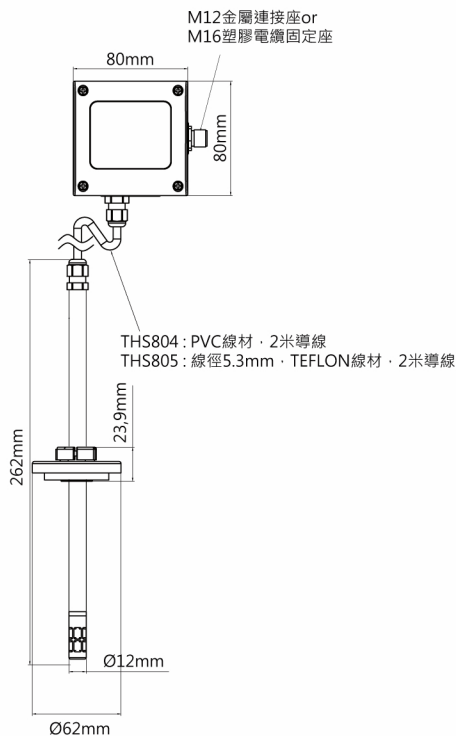 M12金屬連接座or
M16塑膠電纜固定座
80mm
80mm
THS804 : PVC線材，2米導線
THS805 : 線徑5.3mm，TEFLON線材，2米導線
23,9mm
262mm
Ø12mm
Ø62mm